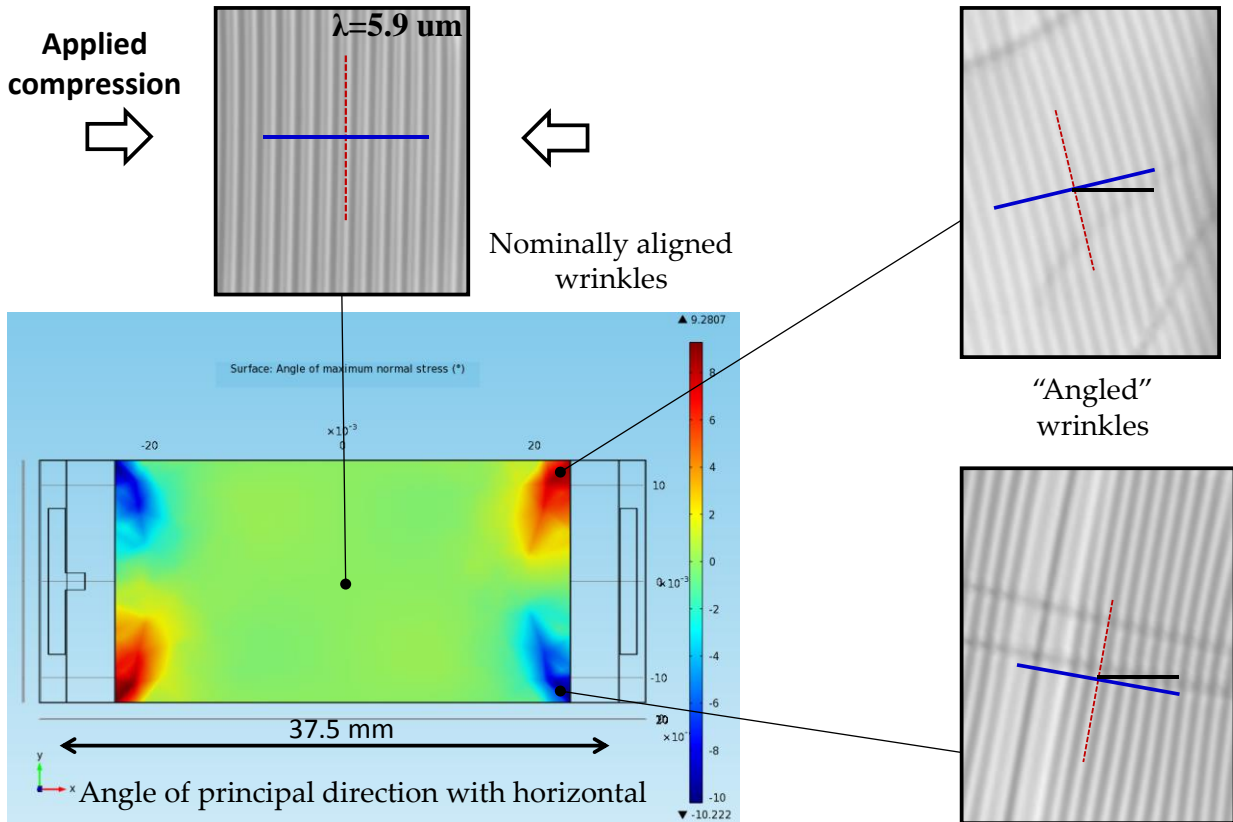 Applied
compression
λ=5.9 um
Nominally aligned
wrinkles
"Angled"
wrinkles
▲ 9.2807
Surface: Angle of maximum normal stress (°)
×10⁻³
-20
0
20
10
0
×10⁻³
-10
8
6
4
2
0
-2
-4
-6
-8
-10
▼ -10.222
37.5 mm
y
x
Angle of principal direction with horizontal